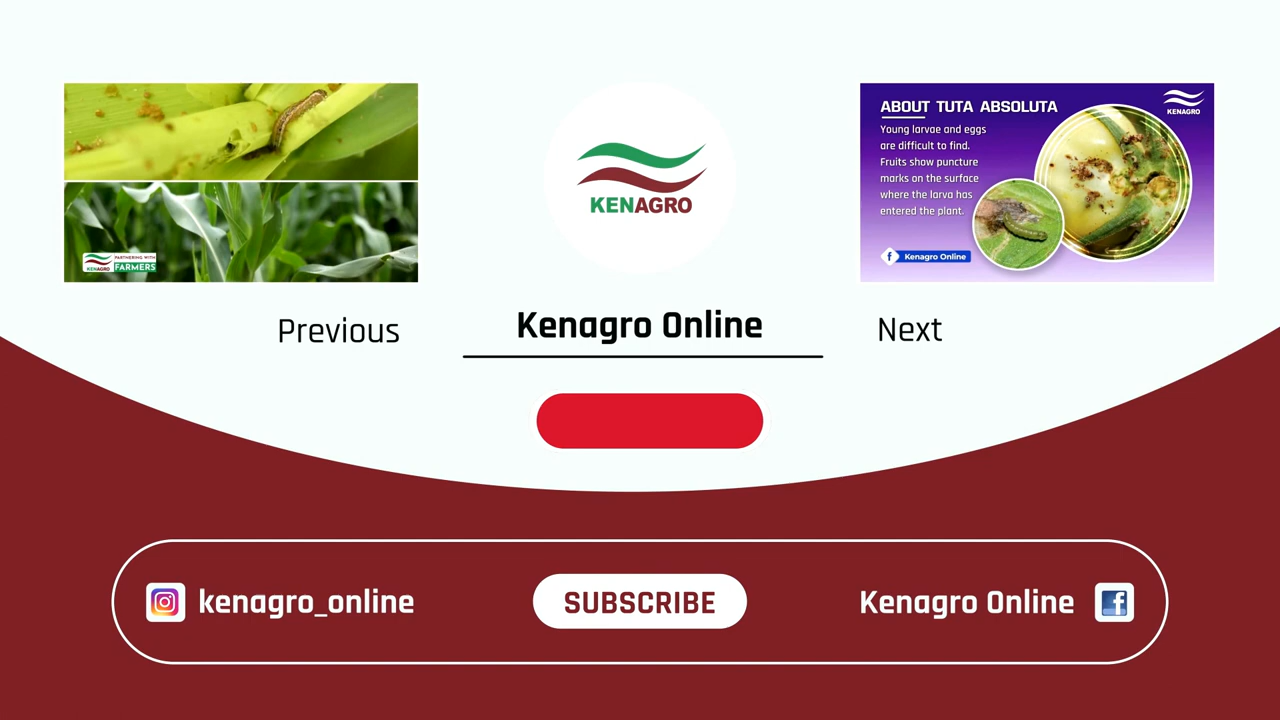 KENAGRO
PARTNERING WITH
FARMERS
Previous
KENAGRO
Kenagro Online
ABOUT TUTA ABSOLUTA
KENAGRO
Young larvae and eggs
are difficult to find.
Fruits show puncture
marks on the surface
where the larva has
entered the plant.
f Kenagro Online
Next
kenagro_online
SUBSCRIBE
Kenagro Online f